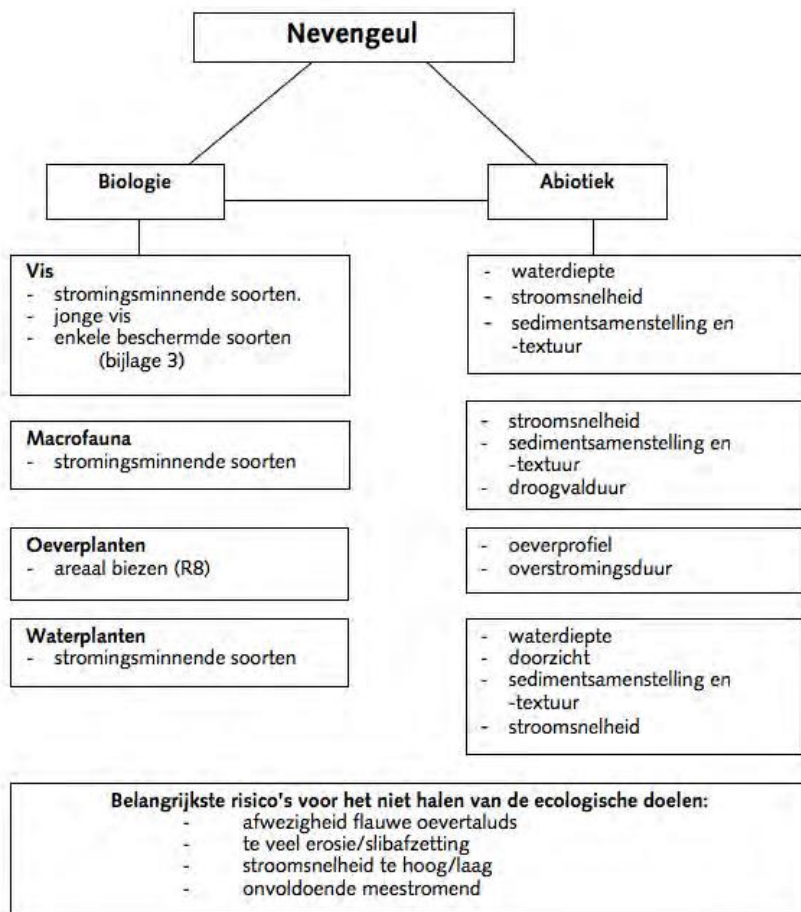 Nevengeul
Biologie
Abiotiek
Vis
- stromingsminnende soorten.
- jonge vis
- enkele beschermde soorten
(bijlage 3)
- waterdiepte
- stroomsnelheid
- sedimentsamenstelling en
-textuur
Macrofauna
- stromingsminnende soorten
- stroomsnelheid
- sedimentsamenstelling en
-textuur
- droogvalduur
Oeverplanten
- areaal biezen (R8)
- oeverprofiel
- overstromingsduur
Waterplanten
- stromingsminnende soorten
- waterdiepte
- doorzicht
- sedimentsamenstelling en
-textuur
- stroomsnelheid
Belangrijkste risico's voor het niet halen van de ecologische doelen:
- afwezigheid flauwe oevertaluds
- te veel erosie/slibafzetting
- stroomsnelheid te hoog/laag
- onvoldoende meestromend